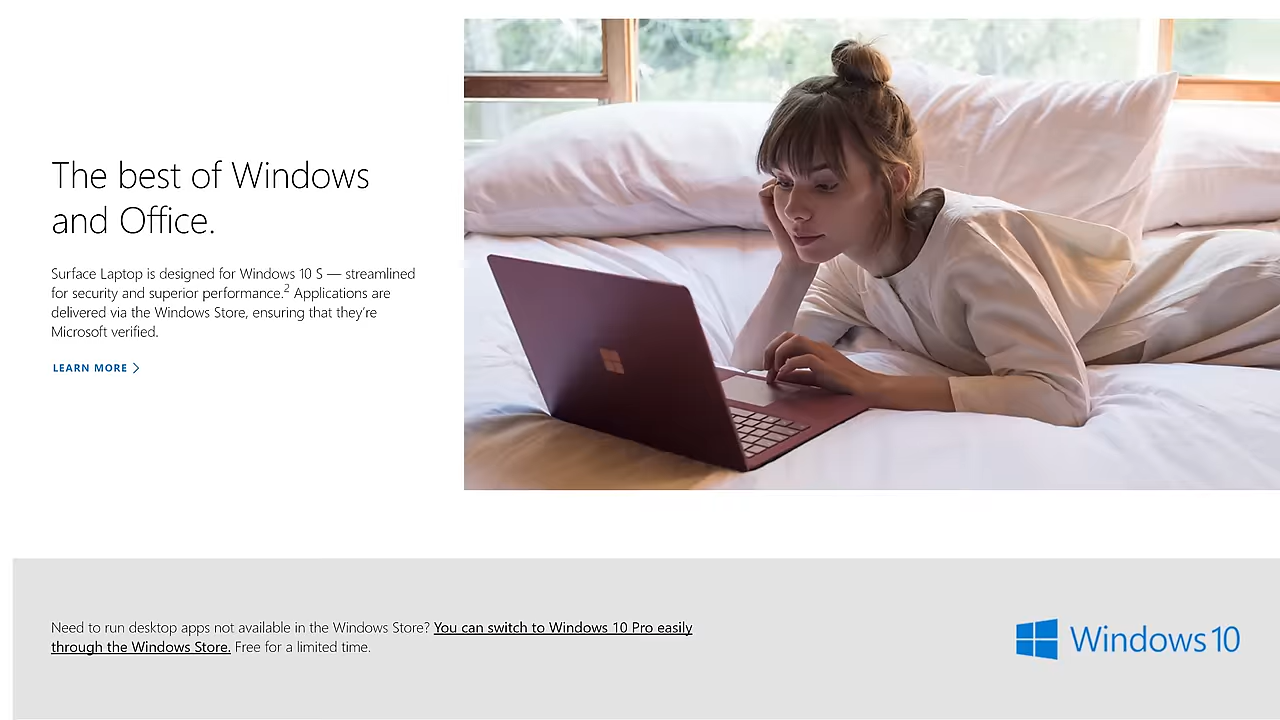 The best of Windows
and Office.
Surface Laptop is designed for Windows 10 S — streamlined
for security and superior performance.2 Applications are
delivered via the Windows Store, ensuring that they’re
Microsoft verified.
LEARN MORE
Need to run desktop apps not available in the Windows Store? You can switch to Windows 10 Pro easily
through the Windows Store. Free for a limited time.
Windows 10